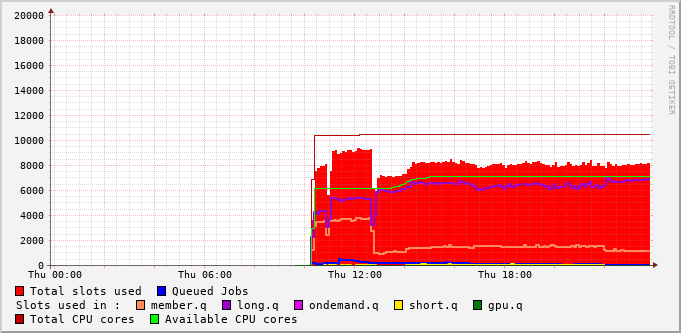 20000
18000
16000
14000
12000
10000
8000
6000
4000
2000
0
Thu 00:00 Thu 06:00 Thu 12:00 Thu 18:00
Total slots used Queued Jobs
Slots used in : member.q long.q ondemand.q short.q gpu.q
Total CPU cores Available CPU cores
RRDTOOL / TOBI OETIKER